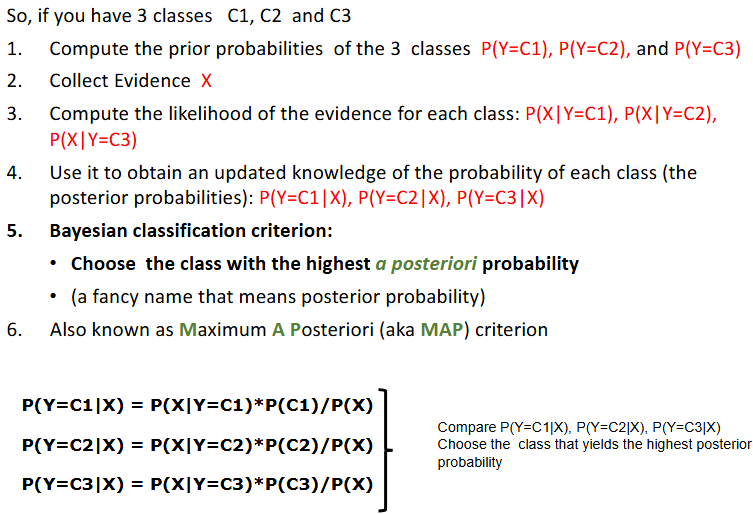 So, if you have 3 classes C1, C2 and C3
1. Compute the prior probabilities of the 3 classes P(Y=C1), P(Y=C2), and P(Y=C3)
2. Collect Evidence X
3. Compute the likelihood of the evidence for each class: P(X|Y=C1), P(X|Y=C2),
P(X|Y=C3)
4. Use it to obtain an updated knowledge of the probability of each class (the
posterior probabilities): P(Y=C1|X), P(Y=C2|X), P(Y=C3|X)
5. Bayesian classification criterion:
• Choose the class with the highest a posteriori probability
• (a fancy name that means posterior probability)
6. Also known as Maximum A Posteriori (aka MAP) criterion
P(Y=C1|X) = P(X|Y=C1)*P(C1)/P(X)
P(Y=C2|X) = P(X|Y=C2)*P(C2)/P(X)
P(Y=C3|X) = P(X|Y=C3)*P(C3)/P(X)
Compare P(Y=C1|X), P(Y=C2|X), P(Y=C3|X)
Choose the class that yields the highest posterior
probability